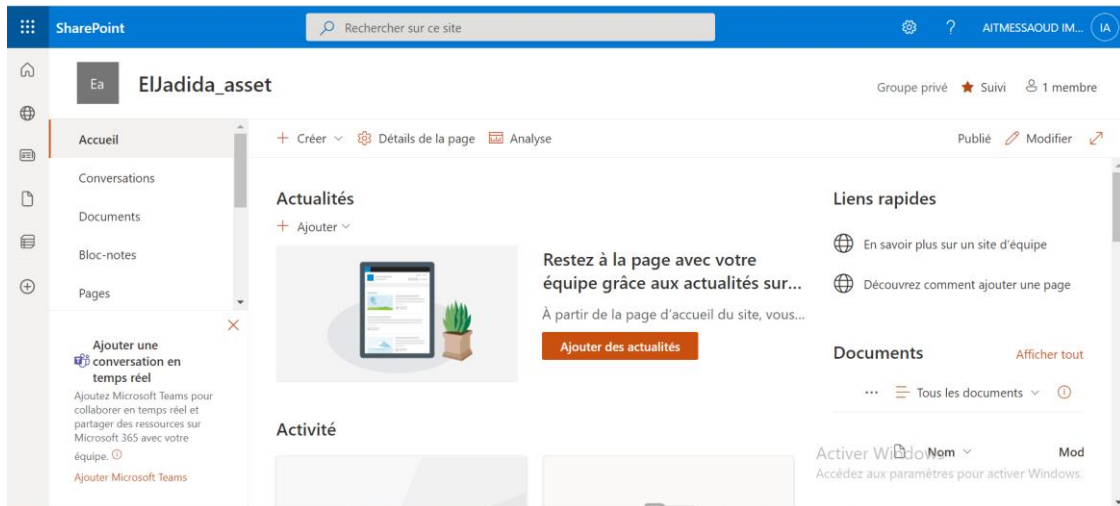 SharePoint
Rechercher sur ce site
?
AITMESSAOUD IM...
IA
Ea
ElJadida_asset
Groupe privé
Suivi
1 membre
Accueil
Conversations
Documents
Bloc-notes
Pages
Créer
Détails de la page
Analyse
Publié
Modifier
Actualités
Ajouter
Restez à la page avec votre
équipe grâce aux actualités sur...
À partir de la page d'accueil du site, vous...
Ajouter des actualités
Activité
Liens rapides
En savoir plus sur un site d'équipe
Découvrez comment ajouter une page
Documents
Afficher tout
... Tous les documents
Nom
Mod
Activer Windows
Accédez aux paramètres pour activer Windows.
Ajouter une
conversation en
temps réel
Ajoutez Microsoft Teams pour
collaborer en temps réel et
partager des ressources sur
Microsoft 365 avec votre
équipe.
Ajouter Microsoft Teams